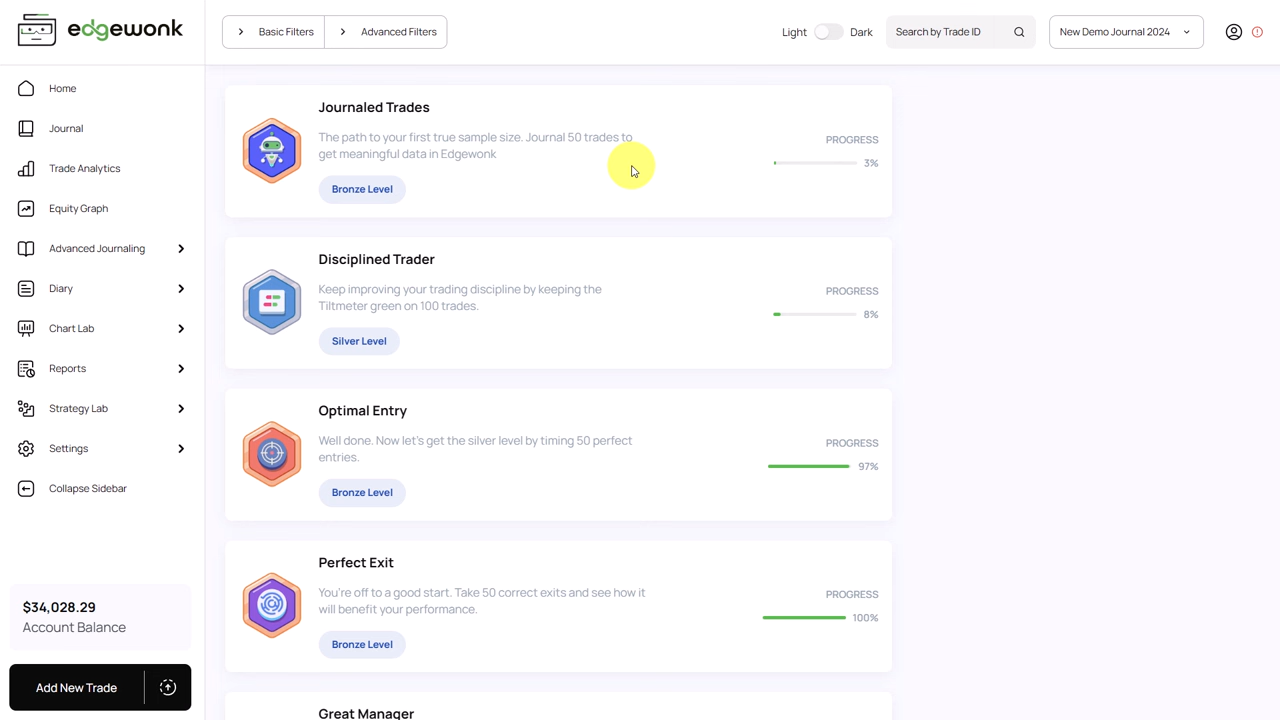 edgewonk
Basic Filters
Advanced Filters
Light
Dark
Search by Trade ID
New Demo Journal 2024
Home
Journal
Trade Analytics
Equity Graph
Advanced Journaling
Diary
Chart Lab
Reports
Strategy Lab
Settings
Collapse Sidebar
$34,028.29
Account Balance
Add New Trade
Journaled Trades
The path to your first true sample size. Journal 50 trades to
get meaningful data in Edgewonk
Bronze Level
PROGRESS
3%
Disciplined Trader
Keep improving your trading discipline by keeping the
Tiltmeter green on 100 trades.
Silver Level
PROGRESS
8%
Optimal Entry
Well done. Now let's get the silver level by timing 50 perfect
entries.
Bronze Level
PROGRESS
97%
Perfect Exit
You're off to a good start. Take 50 correct exits and see how it
will benefit your performance.
Bronze Level
PROGRESS
100%
Great Manager